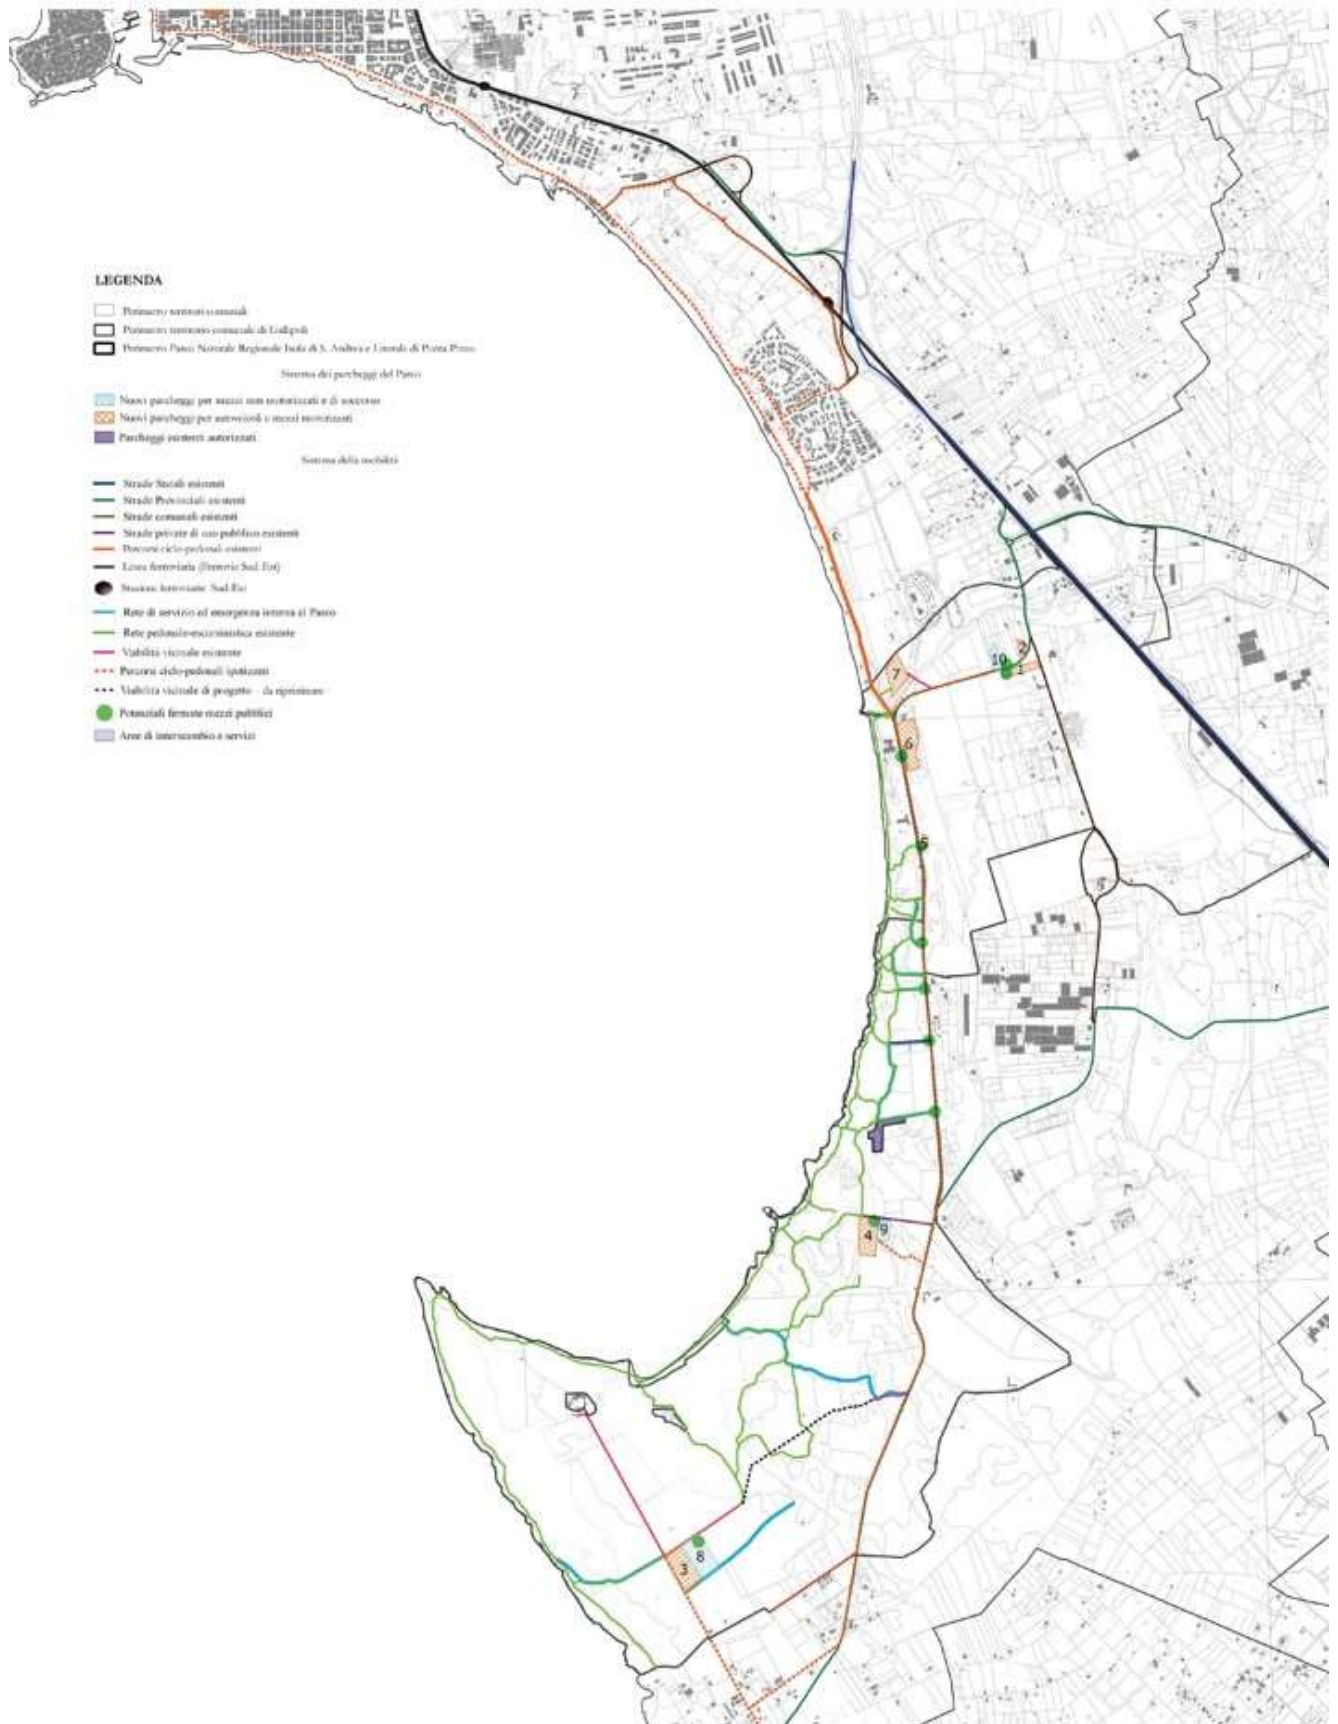 LEGENDA
Perimetro territori comunali
Perimetro territorio comunale di Gallipoli
Perimetro Parco Naturale Regionale Isola di S. Andrea e Litorale di Punta Pizzo
Sistema dei parcheggi del Parco
Nuovi parcheggi per mezzi non motorizzati e di soccorso
Nuovi parcheggi per autoveicoli e mezzi motorizzati
Parcheggi esistenti autorizzati
Sistema della mobilità
Strade Statali esistenti
Strade Provinciali esistenti
Strade comunali esistenti
Strade private di uso pubblico esistenti
Percorsi ciclo-pedonali esistenti
Linea ferroviaria (Ferrovie Sud Est)
Stazioni ferroviarie Sud-Est
Rete di servizio ed emergenza interna al Parco
Rete pedonale-escursionistica esistente
Viabilità vicinale esistente
Percorsi ciclo-pedonali ipotizzati
Viabilità vicinale di progetto - da ripristinare
Potenziali fermate mezzi pubblici
Aree di interscambio e servizi
2
10
1
7
6
5
9
4
8
3